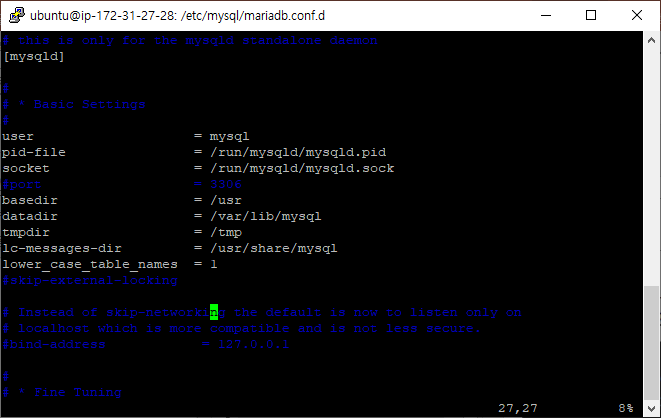 ubuntu@ip-172-31-27-28: /etc/mysql/mariadb.conf.d
# this is only for the mysqld standalone daemon
[mysqld]
#
# * Basic Settings
#
user = mysql
pid-file = /run/mysqld/mysqld.pid
socket = /run/mysqld/mysqld.sock
#port = 3306
basedir = /usr
datadir = /var/lib/mysql
tmpdir = /tmp
lc-messages-dir = /usr/share/mysql
lower_case_table_names = 1
#skip-external-locking
# Instead of skip-networking the default is now to listen only on
# localhost which is more compatible and is not less secure.
#bind-address = 127.0.0.1
#
# * Fine Tuning
27,27 8%